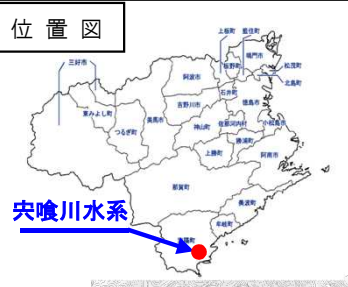 位置図
上板町 藍住町
三好市
鳴門市
松茂町
阿波市
板野町
北島町
石井町
東みよし町
美馬市
吉野川市
徳島市
つるぎ町
神山町
佐那河内村
小松島市
勝浦町
上勝町
阿南市
那賀町
宍喰川水系
美波町
牟岐町
海陽町